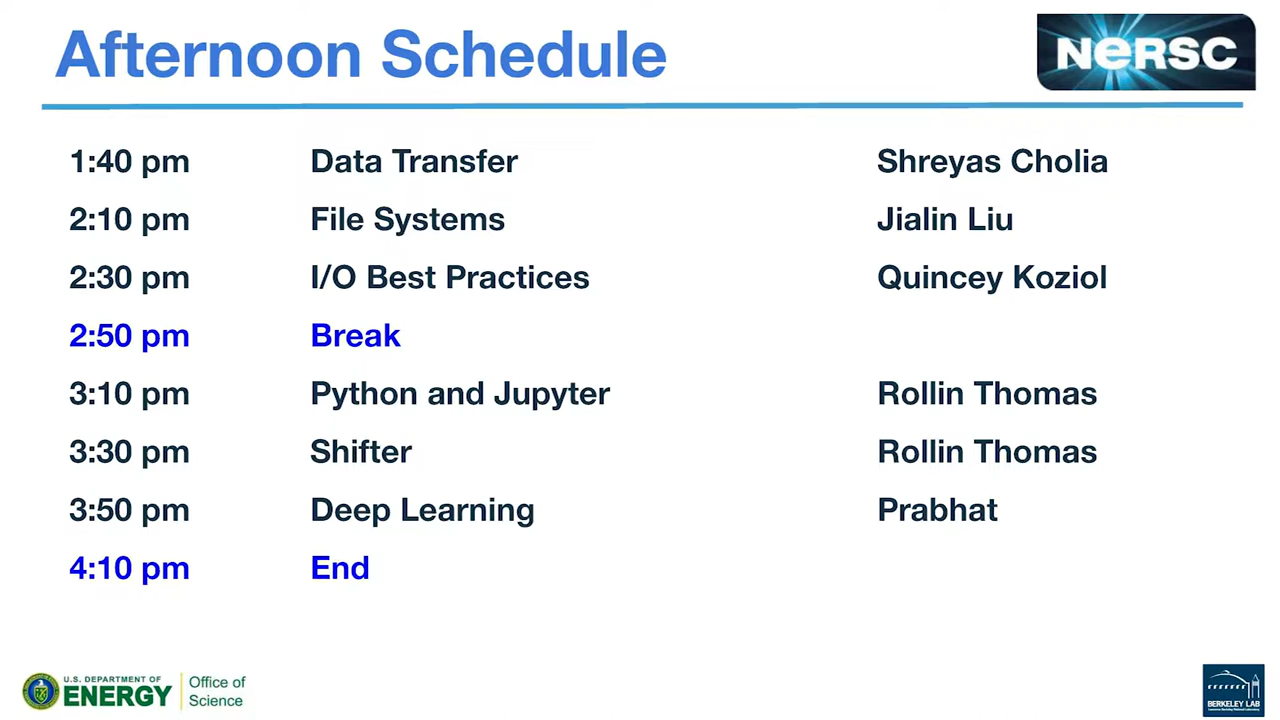 Afternoon Schedule
NERSC
1:40 pm Data Transfer Shreyas Cholia
2:10 pm File Systems Jialin Liu
2:30 pm I/O Best Practices Quincey Koziol
2:50 pm Break
3:10 pm Python and Jupyter Rollin Thomas
3:30 pm Shifter Rollin Thomas
3:50 pm Deep Learning Prabhat
4:10 pm End
U.S. DEPARTMENT OF
ENERGY
Office of
Science
BERKELEY LAB